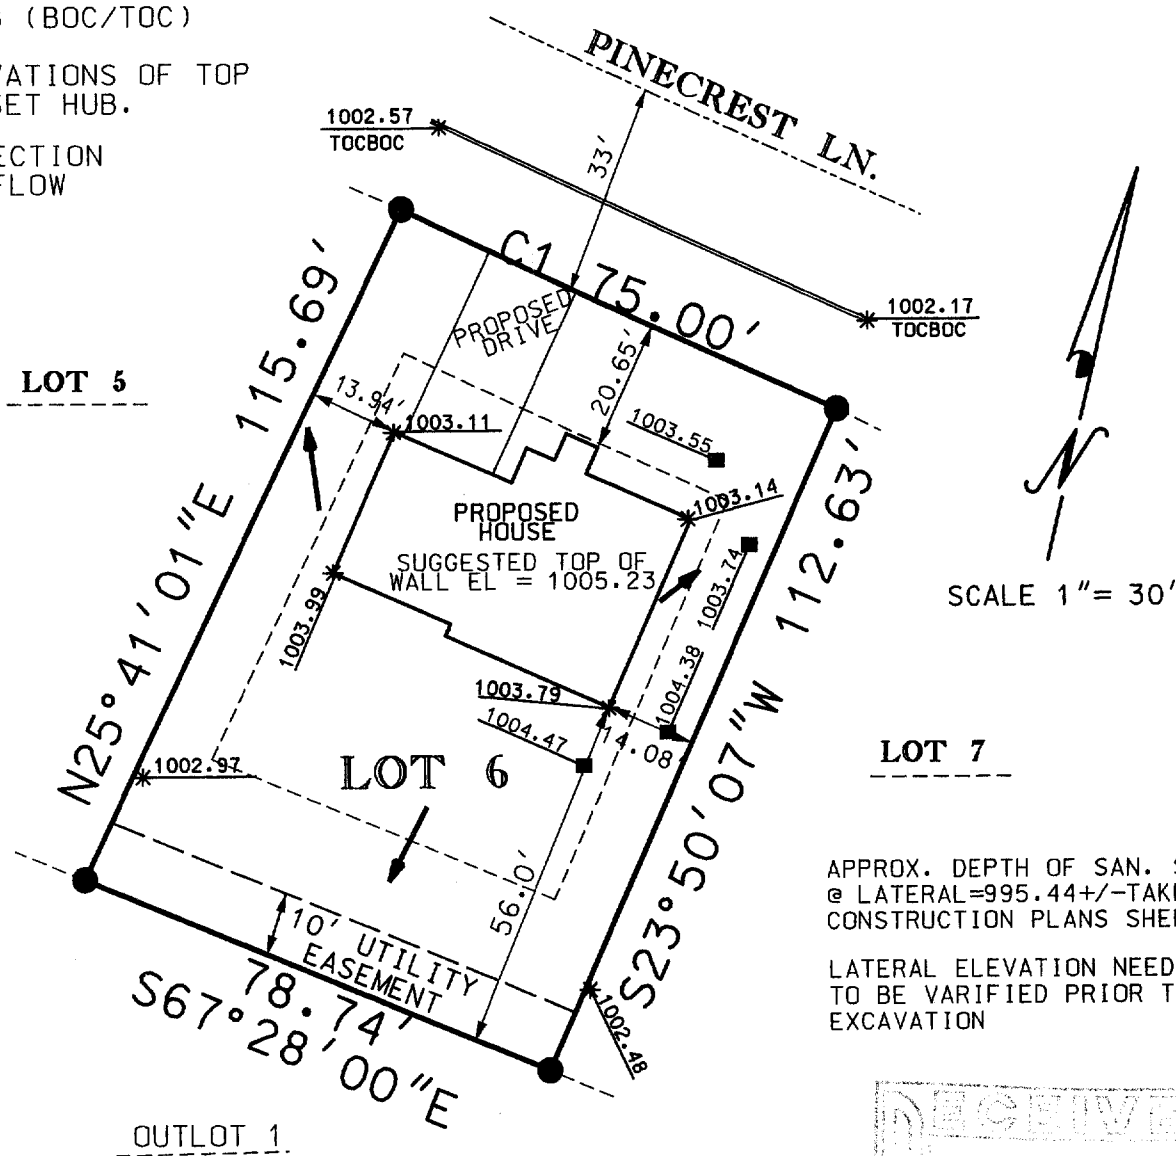 (BOC/TOC)
OF TOP
SET HUB.
FLOW
PINECREST LN.
1002.57
TOCBOC
33'
C1 75.00'
1002.17
TOCBOC
115.69'
N25°41'01"E
LOT 5
PROPOSED
DRIVE
13.94'
1003.11
20.65'
1003.55
1003.14
PROPOSED
HOUSE
SUGGESTED TOP OF
WALL EL = 1005.23
1003.74
112.63'
S23°50'07"W
N
SCALE 1"= 30'
1003.99
1003.79
1004.38
1004.47
14.08'
1002.97
LOT 6
LOT 7
56.0'
10' UTILITY
EASEMENT
78.74'
S67°28'00"E
1002.48
APPROX. DEPTH OF SAN.
@ LATERAL=995.44+/-
CONSTRUCTION PLANS
LATERAL ELEVATION NEED
TO BE VARIFIED PRIOR
EXCAVATION
OUTLOT 1